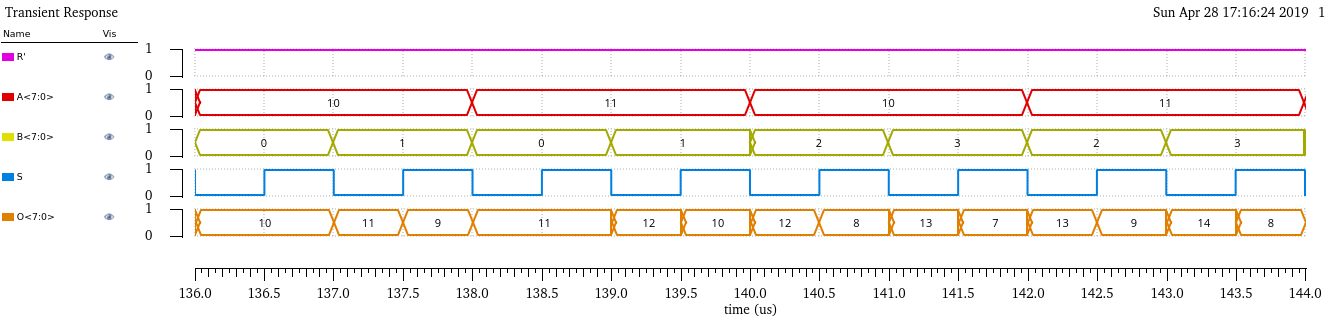 Transient Response Sun Apr 28 17:16:24 2019 1
Name Vis
R' 1
0
A<7:0> 1 10 11 10 11
0
B<7:0> 1 0 1 0 1 2 3 2 3
0
S 1
0
O<7:0> 1 10 11 9 11 12 10 12 8 13 7 13 9 14 8
0
136.0 136.5 137.0 137.5 138.0 138.5 139.0 139.5 140.0 140.5 141.0 141.5 142.0 142.5 143.0 143.5 144.0
time (us)